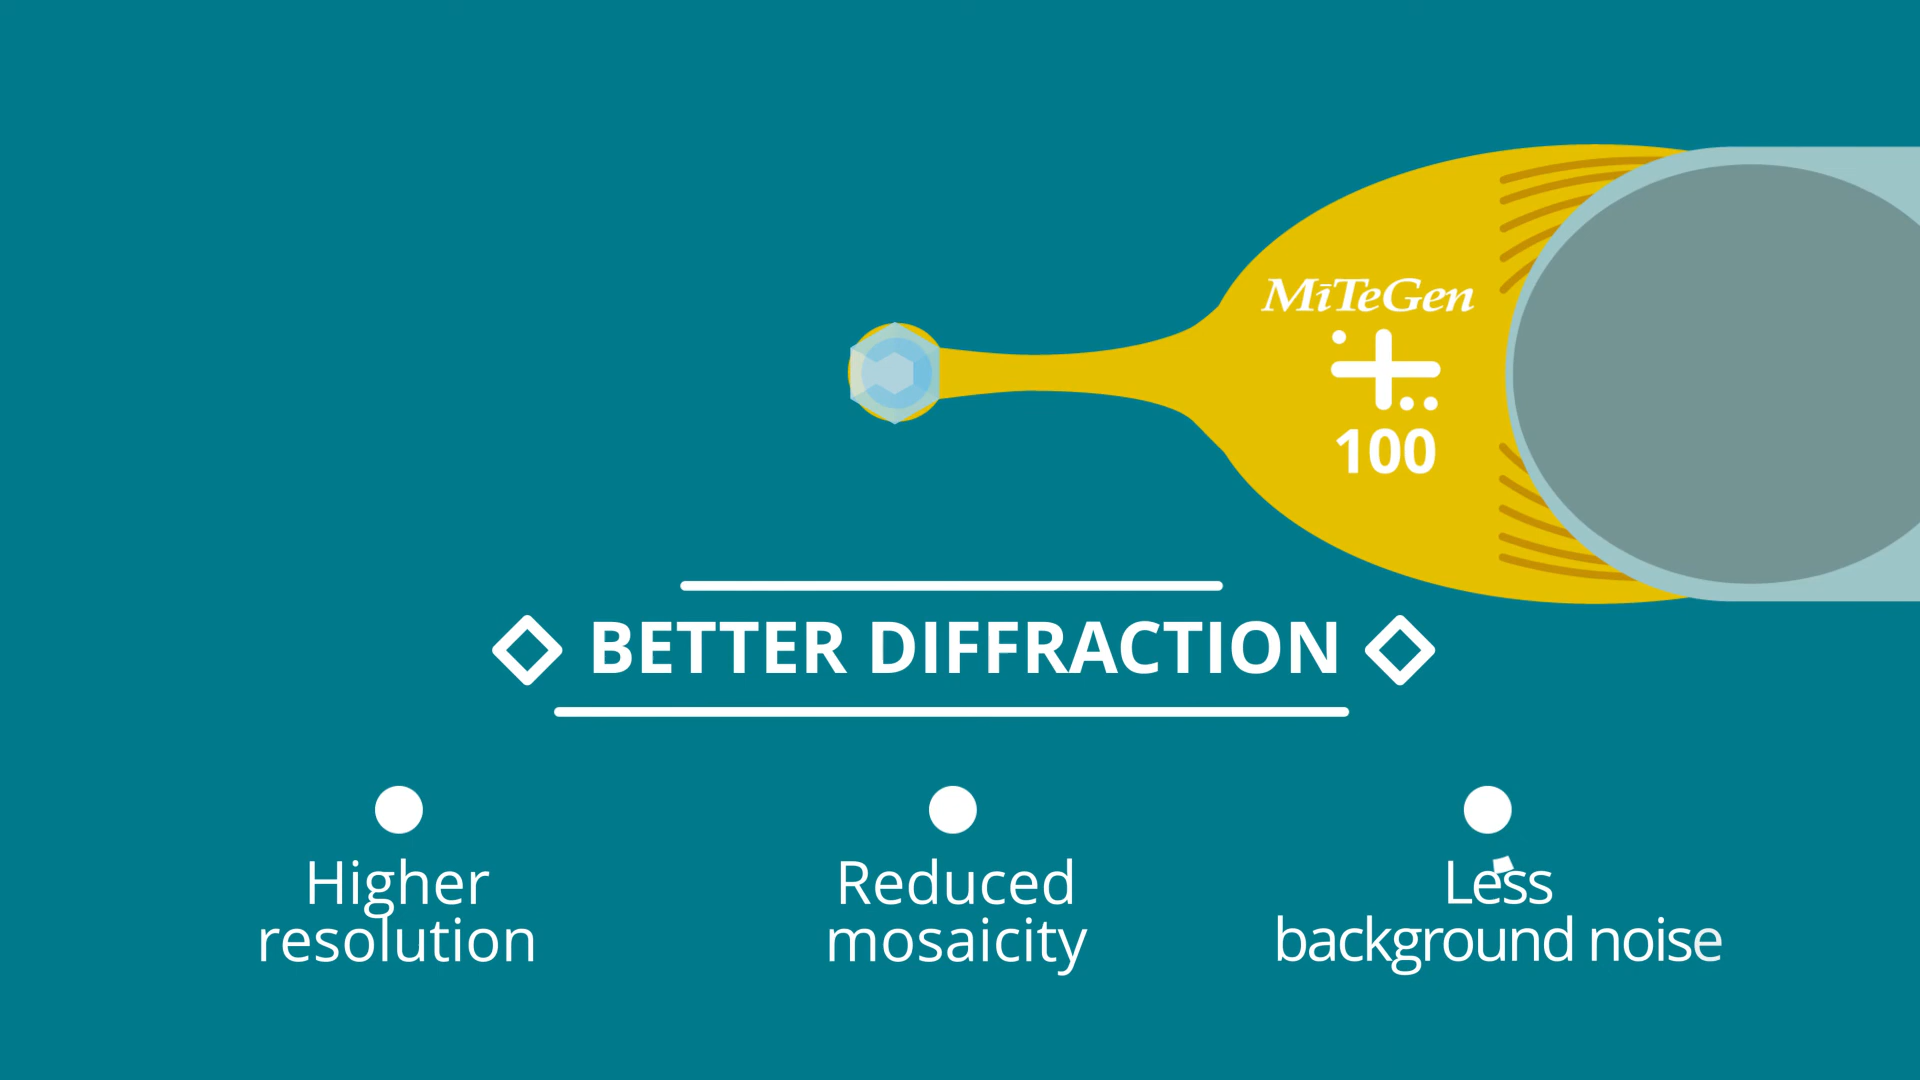 MiTeGen
100
BETTER DIFFRACTION
Higher
resolution
Reduced
mosaicity
Less
background noise